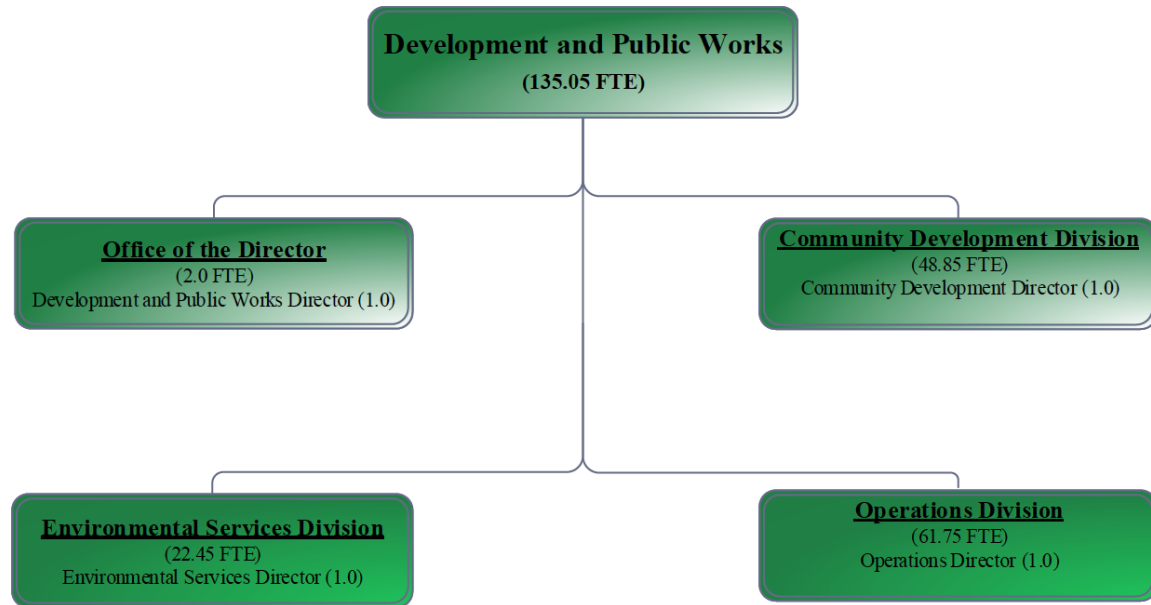 Development and Public Works
(135.05 FTE)
Office of the Director
(2.0 FTE)
Development and Public Works Director (1.0)
Community Development Division
(48.85 FTE)
Community Development Director (1.0)
Environmental Services Division
(22.45 FTE)
Environmental Services Director (1.0)
Operations Division
(61.75 FTE)
Operations Director (1.0)